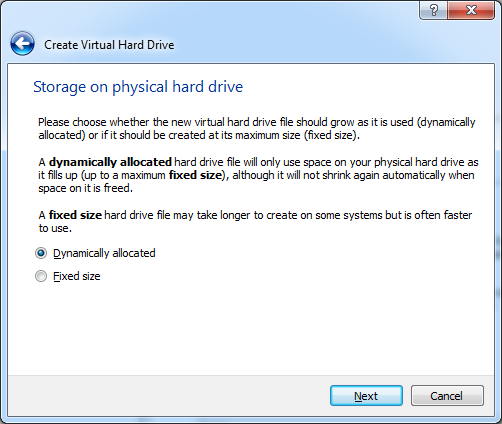 Create Virtual Hard Drive
Storage on physical hard drive
Please choose whether the new virtual hard drive file should grow as it is used (dynamically
allocated) or if it should be created at its maximum size (fixed size).
A dynamically allocated hard drive file will only use space on your physical hard drive as
it fills up (up to a maximum fixed size), although it will not shrink again automatically when
space on it is freed.
A fixed size hard drive file may take longer to create on some systems but is often faster
to use.
Dynamically allocated
Fixed size
Next
Cancel